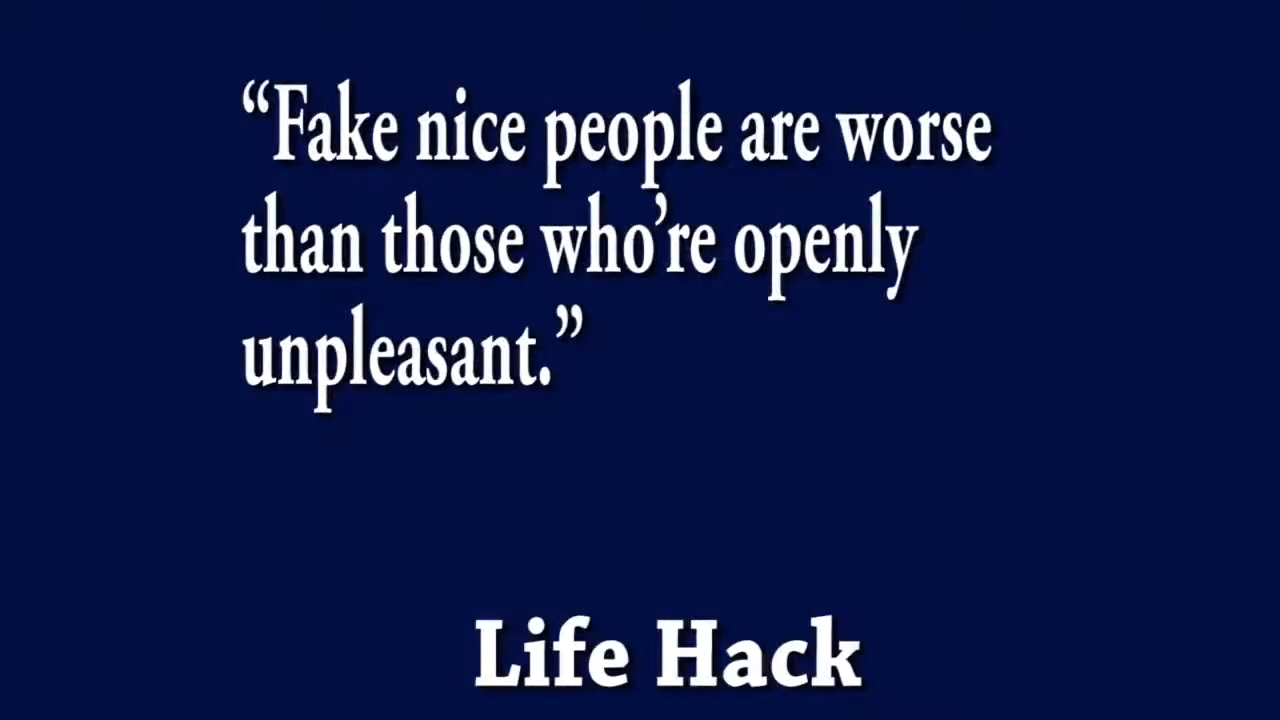 “Fake nice people are worse
than those who’re openly
unpleasant.”
Life Hack